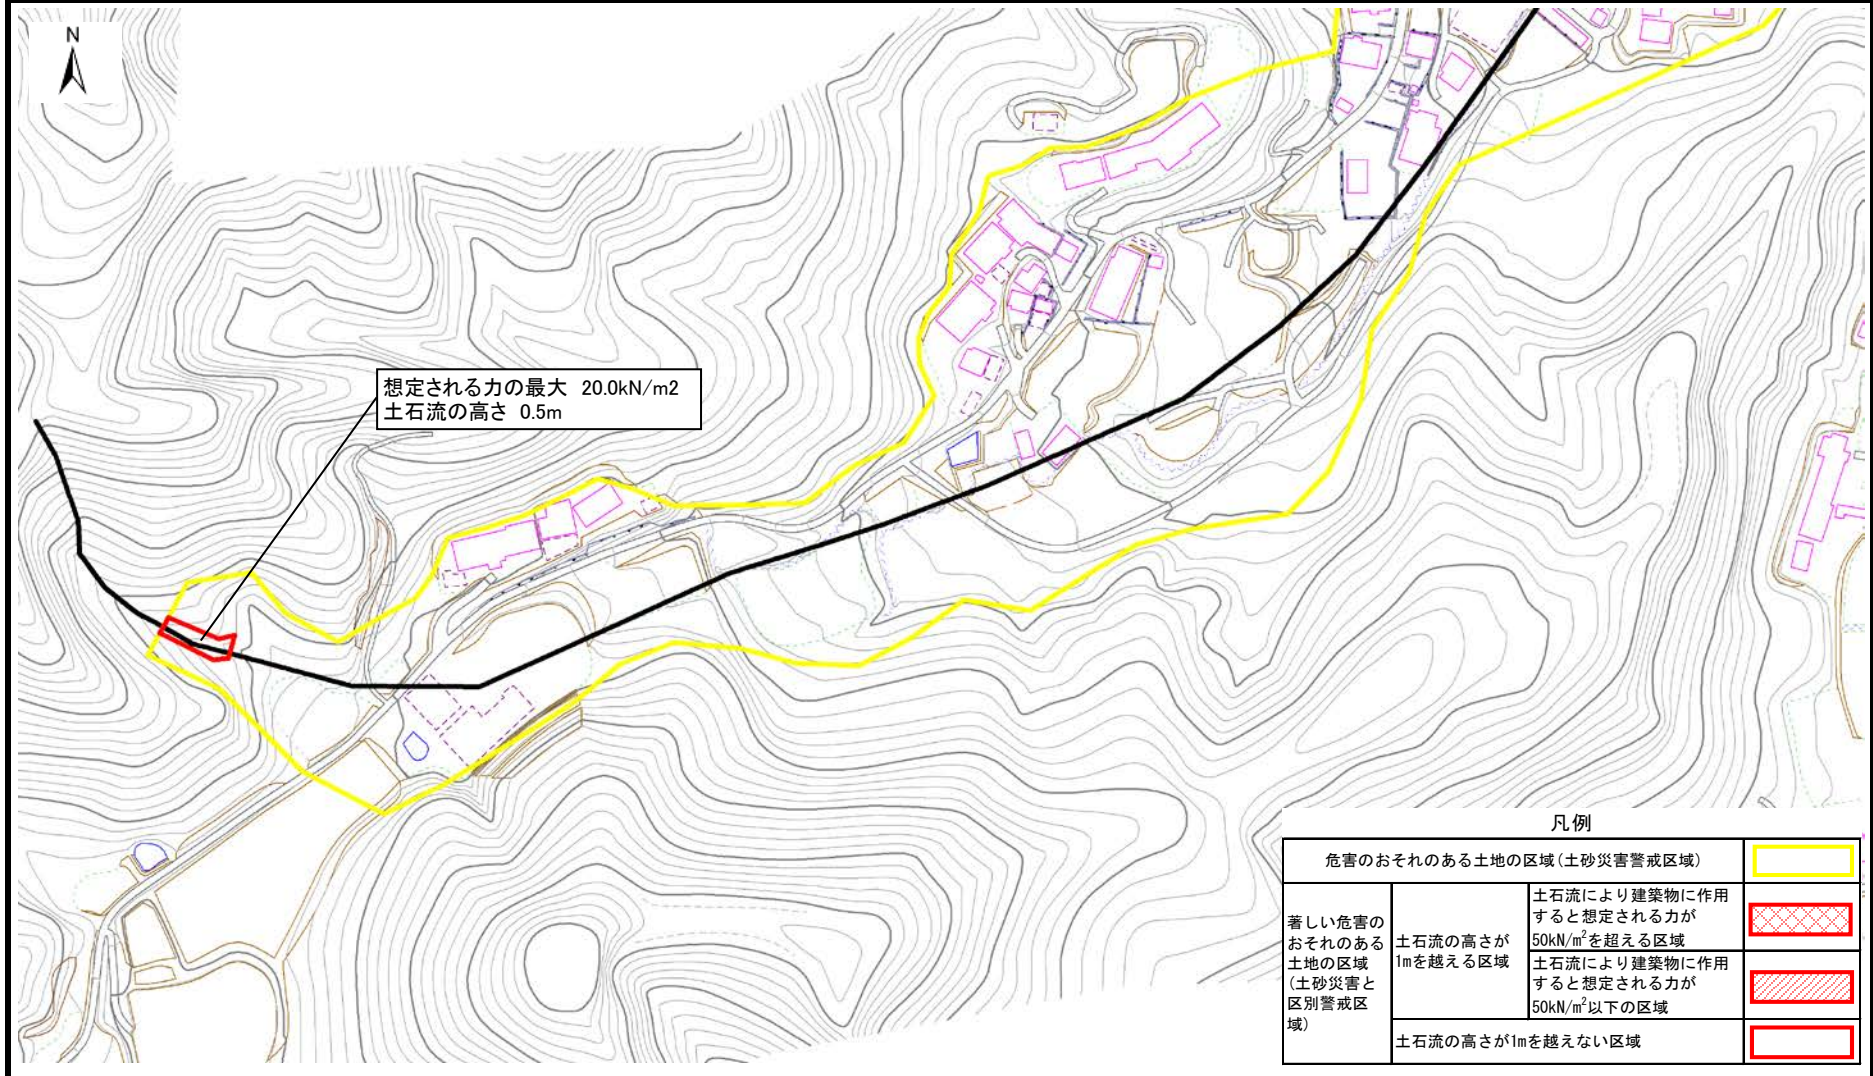 N
想定される力の最大 20.0kN/m2
土石流の高さ 0.5m
凡例
危害のおそれのある土地の区域(土砂災害警戒区域)
著しい危害の
おそれのある
土地の区域
(土砂災害と
区別警戒区
域)
土石流の高さが
1mを越える区域
土石流により建築物に作用
すると想定される力が
50kN/m²を超える区域
土石流により建築物に作用
すると想定される力が
50kN/m²以下の区域
土石流の高さが1mを越えない区域